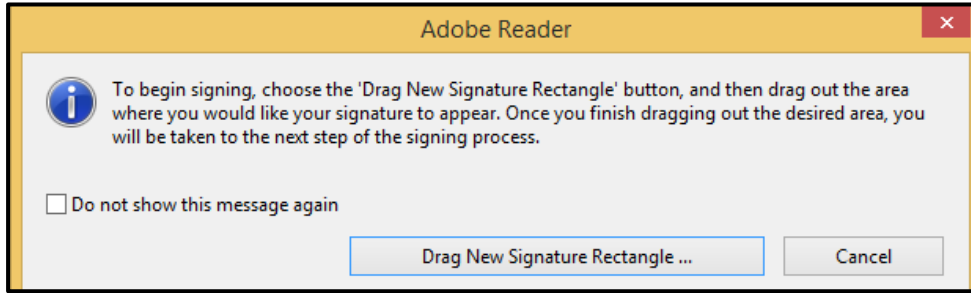 Adobe Reader
To begin signing, choose the 'Drag New Signature Rectangle' button, and then drag out the area
where you would like your signature to appear. Once you finish dragging out the desired area, you
will be taken to the next step of the signing process.
Do not show this message again
Drag New Signature Rectangle ...
Cancel